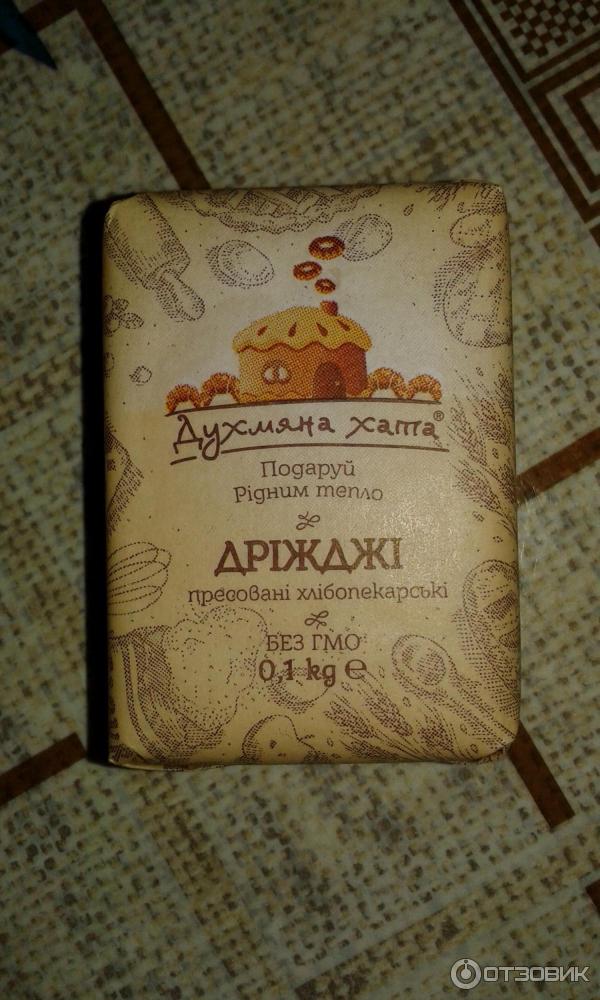 Духмяна хата®
Подаруй
Рідним тепло
ДРІЖДЖІ
пресовані хлібопекарські
БЕЗ ГМО
0,1 kg ℮
ОТЗОВИК